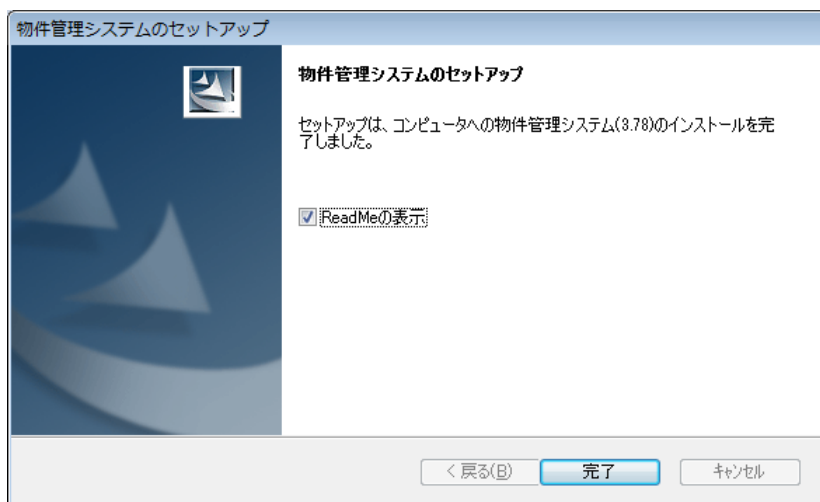 物件管理システムのセットアップ
物件管理システムのセットアップ
セットアップは、コンピュータへの物件管理システム(3.78)のインストールを完
了しました。
ReadMeの表示
< 戻る(B)
完了
キャンセル